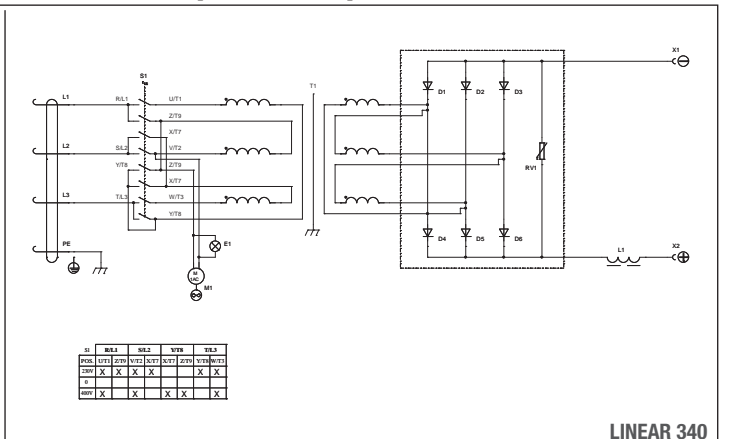 S1
L1
R/L1
U/T1
T1
X1
D1
D2
D3
Z/T9
X/T7
L2
S/L2
V/T2
Y/T8
Z/T9
X/T7
L3
T/L3
W/T3
Y/T8
RV1
PE
D4
D5
D6
E1
L1
X2
M
1AC
M1
S1 R/L1 S/L2 Y/T8 T/L3
POS. U/T1 Z/T9 V/T2 X/T7 X/T7 Z/T9 Y/T8 W/T3
230V X X X X X X
0
400V X X X X X
LINEAR 340